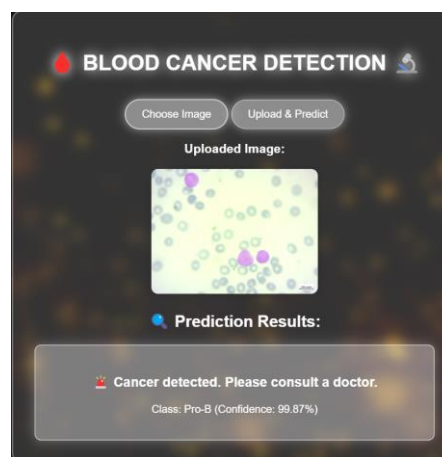 🩸 BLOOD CANCER DETECTION 🔬
Choose Image Upload & Predict
Uploaded Image:
🔍 Prediction Results:
🚨 Cancer detected. Please consult a doctor.
Class: Pro-B (Confidence: 99.87%)